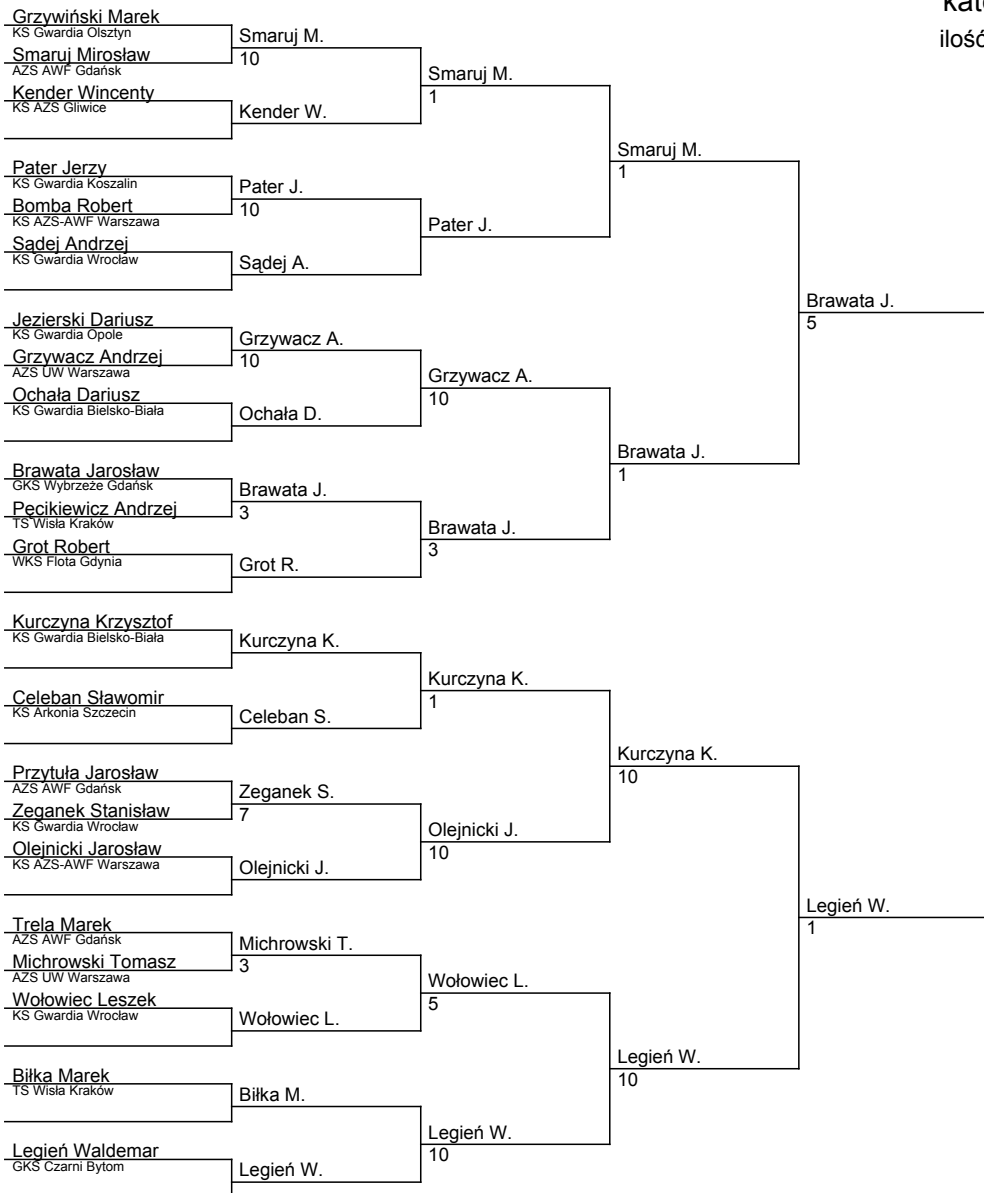 Grzywiński Marek
KS Gwardia Olsztyn
Smaruj Mirosław
AZS AWF Gdańsk
Kender Wincenty
KS AZS Gliwice
Pater Jerzy
KS Gwardia Koszalin
Bomba Robert
KS AZS-AWF Warszawa
Sądej Andrzej
KS Gwardia Wrocław
Jezierski Dariusz
KS Gwardia Opole
Grzywacz Andrzej
AZS UW Warszawa
Ochała Dariusz
KS Gwardia Bielsko-Biała
Brawata Jarosław
GKS Wybrzeże Gdańsk
Pęcikiewicz Andrzej
TS Wisła Kraków
Grot Robert
WKS Flota Gdynia
Kurczyna Krzysztof
KS Gwardia Bielsko-Biała
Celeban Sławomir
KS Arkonia Szczecin
Przytuła Jarosław
AZS AWF Gdańsk
Zeganek Stanisław
KS Gwardia Wrocław
Olejnicki Jarosław
KS AZS-AWF Warszawa
Trela Marek
AZS AWF Gdańsk
Michrowski Tomasz
AZS UW Warszawa
Wołowiec Leszek
KS Gwardia Wrocław
Biłka Marek
TS Wisła Kraków
Legień Waldemar
GKS Czarni Bytom
Smaruj M.
10
Kender W.
Pater J.
10
Sądej A.
Grzywacz A.
10
Ochała D.
Brawata J.
3
Grot R.
Kurczyna K.
Celeban S.
Zeganek S.
7
Olejnicki J.
Michrowski T.
3
Wołowiec L.
Biłka M.
Legień W.
Smaruj M.
1
Pater J.
Grzywacz A.
10
Brawata J.
3
Kurczyna K.
1
Olejnicki J.
10
Wołowiec L.
5
Legień W.
10
Smaruj M.
1
Brawata J.
1
Kurczyna K.
10
Legień W.
10
Brawata J.
5
Legień W.
1
kat
ilość